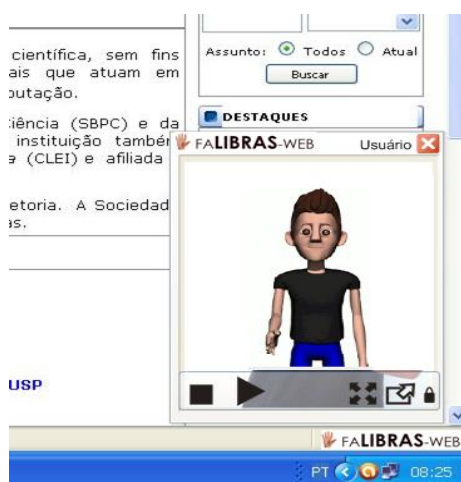 científica, sem fins
ais que atuam em
putação.
iência (SBPC) e da
instituição também
a (CLEI) e afiliada
etoria. A Sociedad
as.
USP
Assunto: Todos Atual
Buscar
DESTAQUES
FALIBRAS-WEB Usuário
FALIBRAS-WEB
PT 08:25